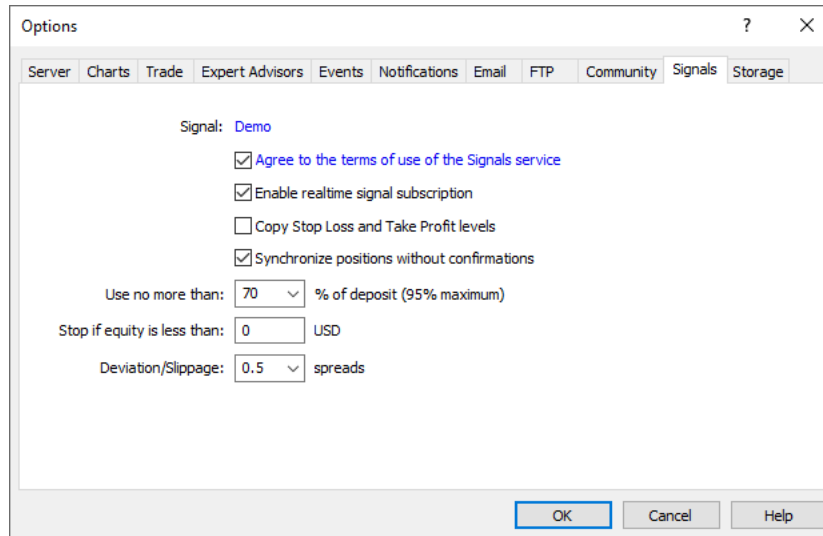 Options ?
Server Charts Trade Expert Advisors Events Notifications Email FTP Community Signals Storage
Signal: Demo
Agree to the terms of use of the Signals service
Enable realtime signal subscription
Copy Stop Loss and Take Profit levels
Synchronize positions without confirmations
Use no more than: 70 % of deposit (95% maximum)
Stop if equity is less than: 0 USD
Deviation/Slippage: 0.5 spreads
OK Cancel Help